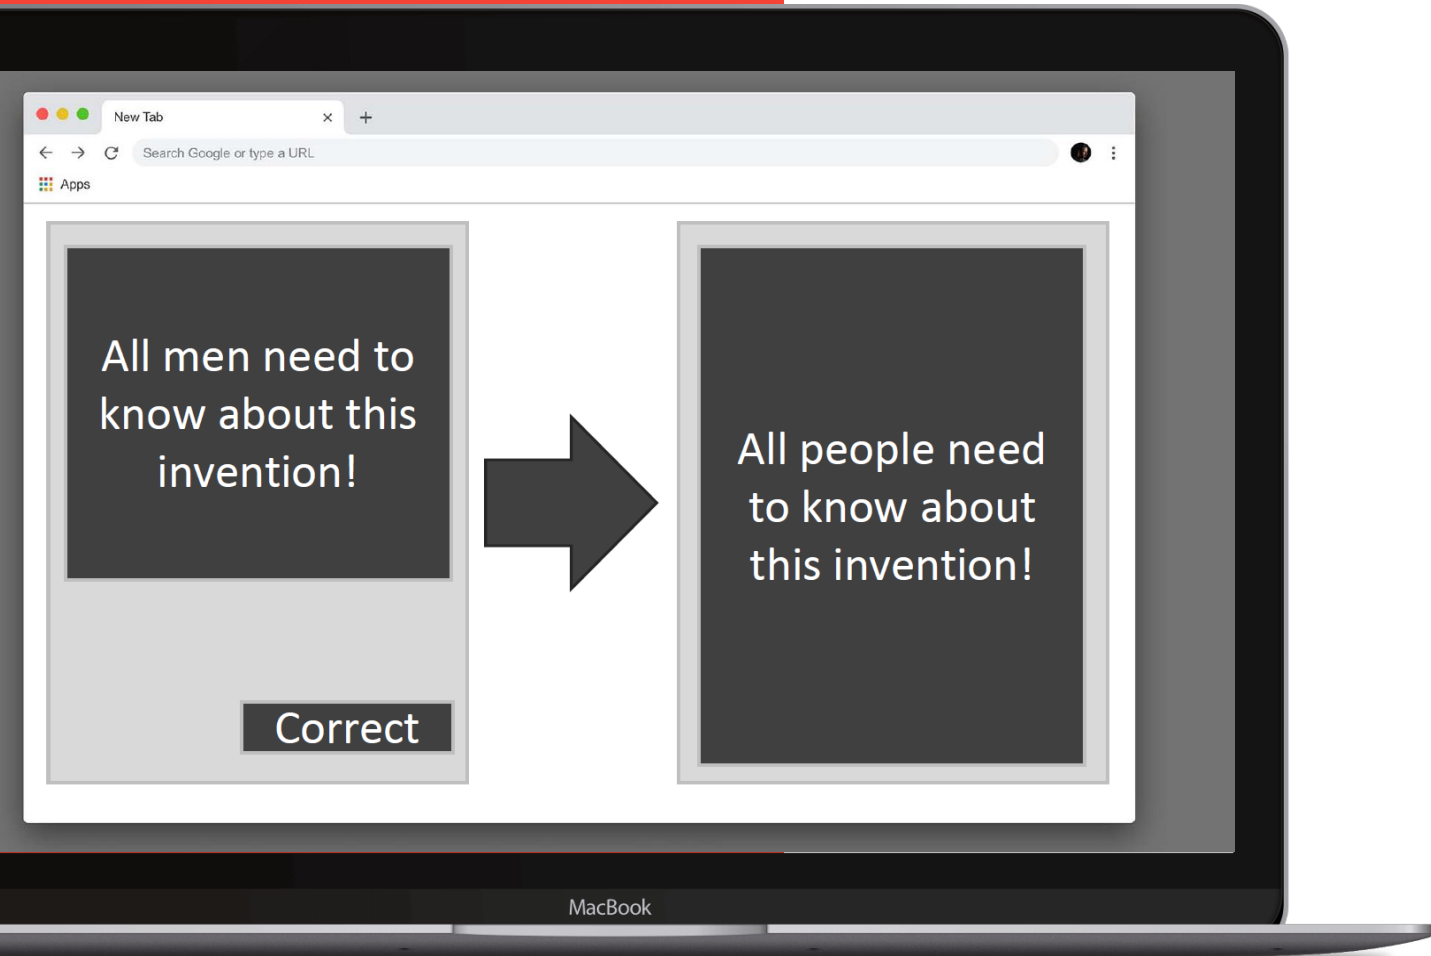 New Tab
Search Google or type a URL
Apps
All men need to
know about this
invention!
Correct
All people need
to know about
this invention!
MacBook